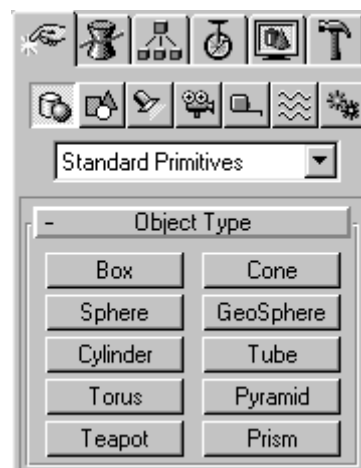 Standard Primitives
- Object Type
Box Cone
Sphere GeoSphere
Cylinder Tube
Torus Pyramid
Teapot Prism